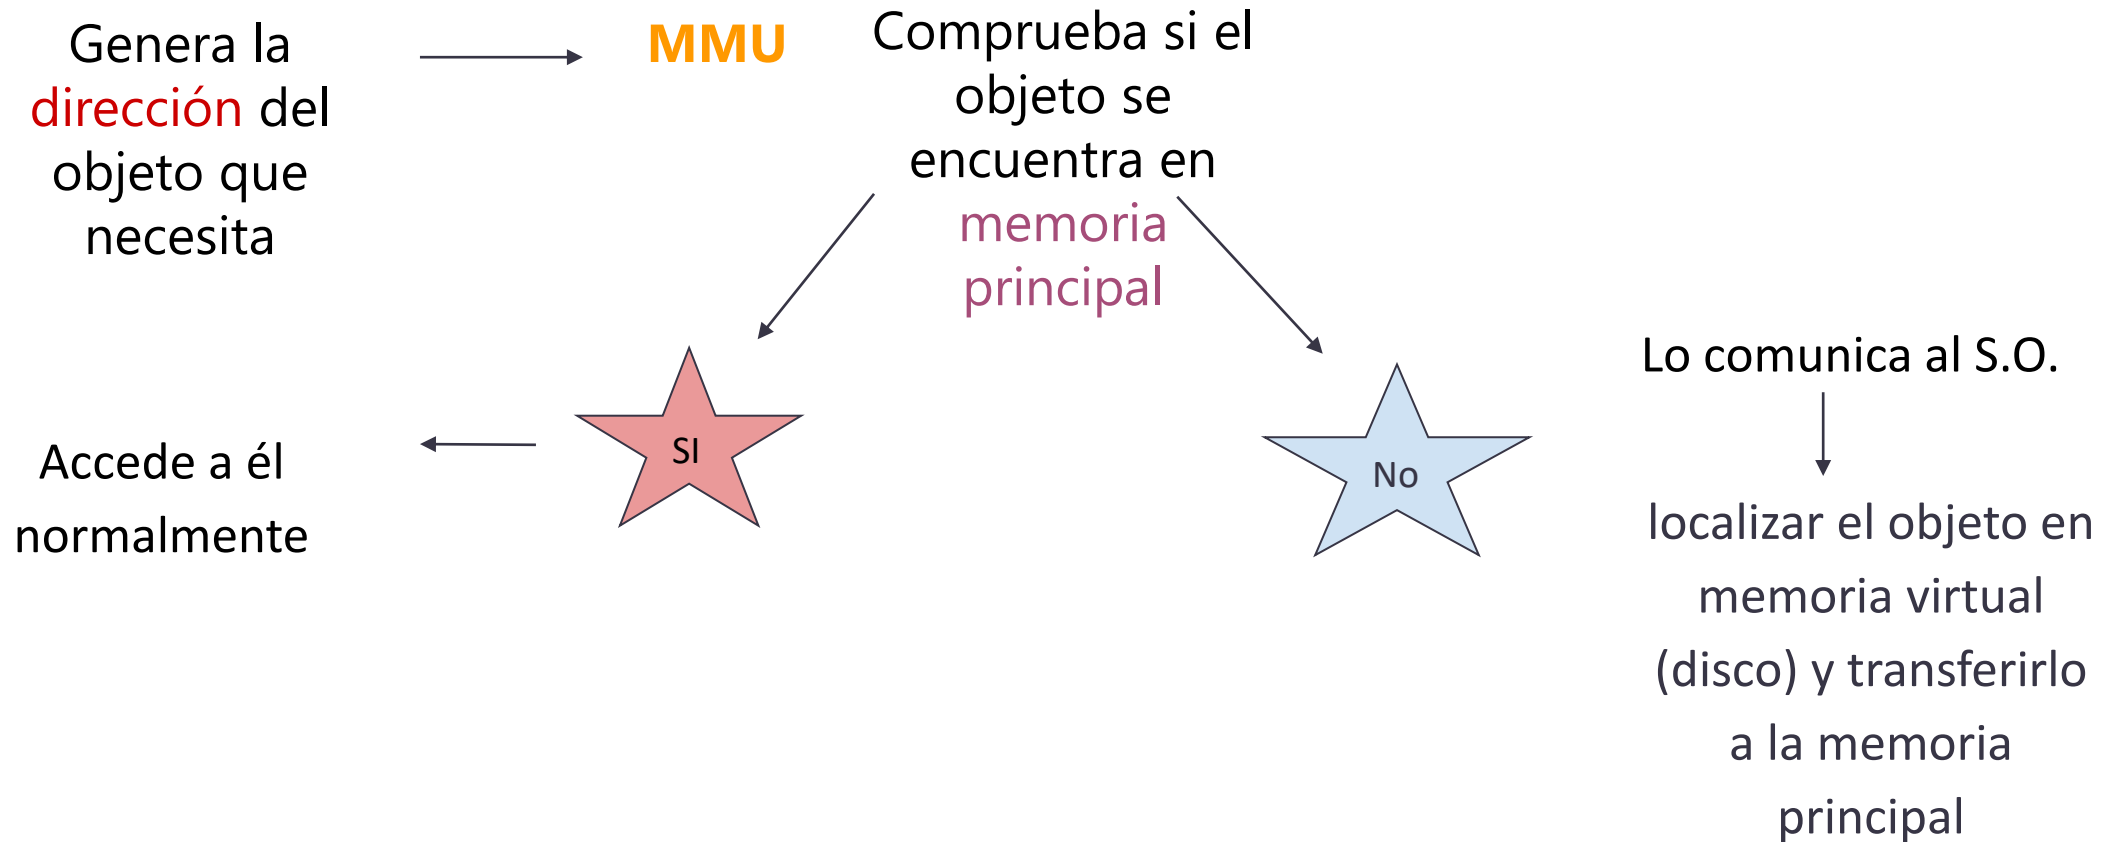 Genera la
dirección del
objeto que
necesita
MMU
Comprueba si el
objeto se
encuentra en
memoria
principal
SI
Accede a él
normalmente
No
Lo comunica al S.O.
localizar el objeto en
memoria virtual
(disco) y transferirlo
a la memoria
principal